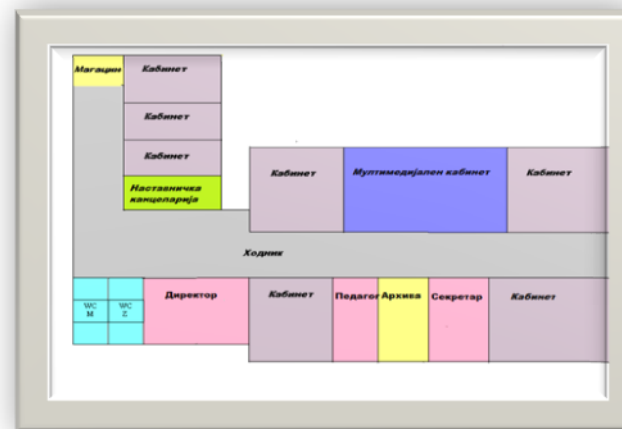 Магацин
Кабинет
Кабинет
Кабинет
Наставничка
канцеларија
Кабинет
Мултимедијален кабинет
Кабинет
Ходник
WC
M
WC
Z
Директор
Кабинет
Педагог
Архива
Секретар
Кабинет